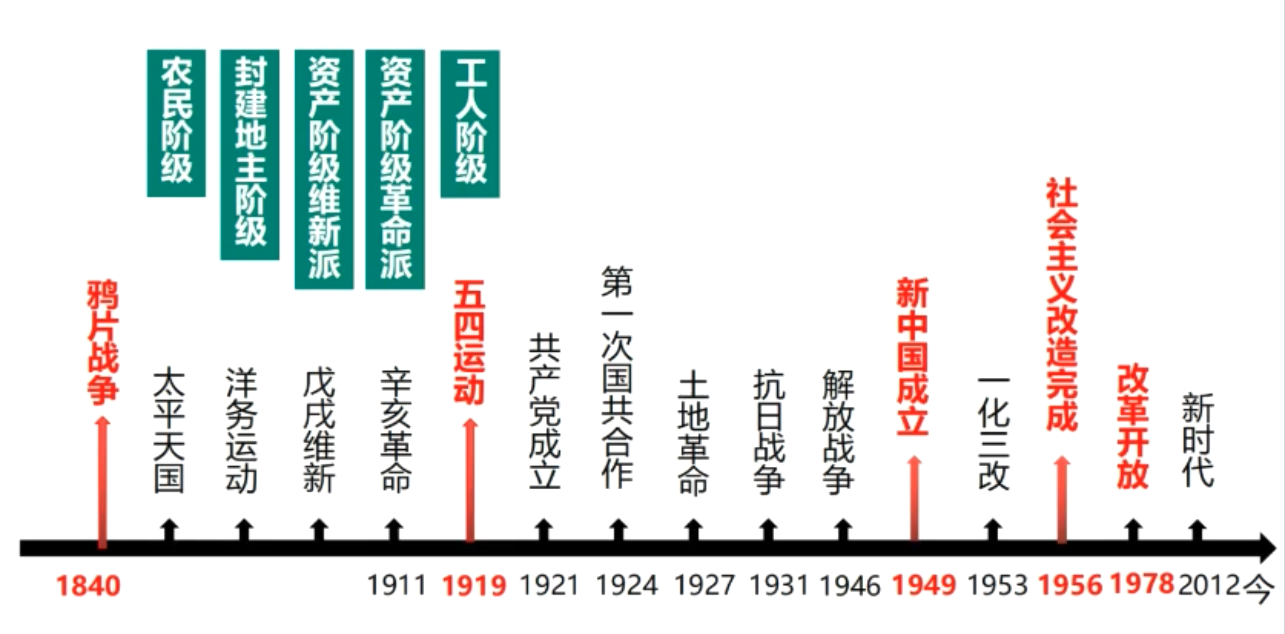 农民阶级
封建地主阶级
资产阶级维新派
资产阶级革命派
工人阶级
鸦片战争
太平天国
洋务运动
戊戌维新
辛亥革命
五四运动
共产党成立
第一次国共合作
土地革命
抗日战争
解放战争
新中国成立
一化三改
社会主义改造完成
改革开放
新时代
1840
1911
1919
1921
1924
1927
1931
1946
1949
1953
1956
1978
2012今